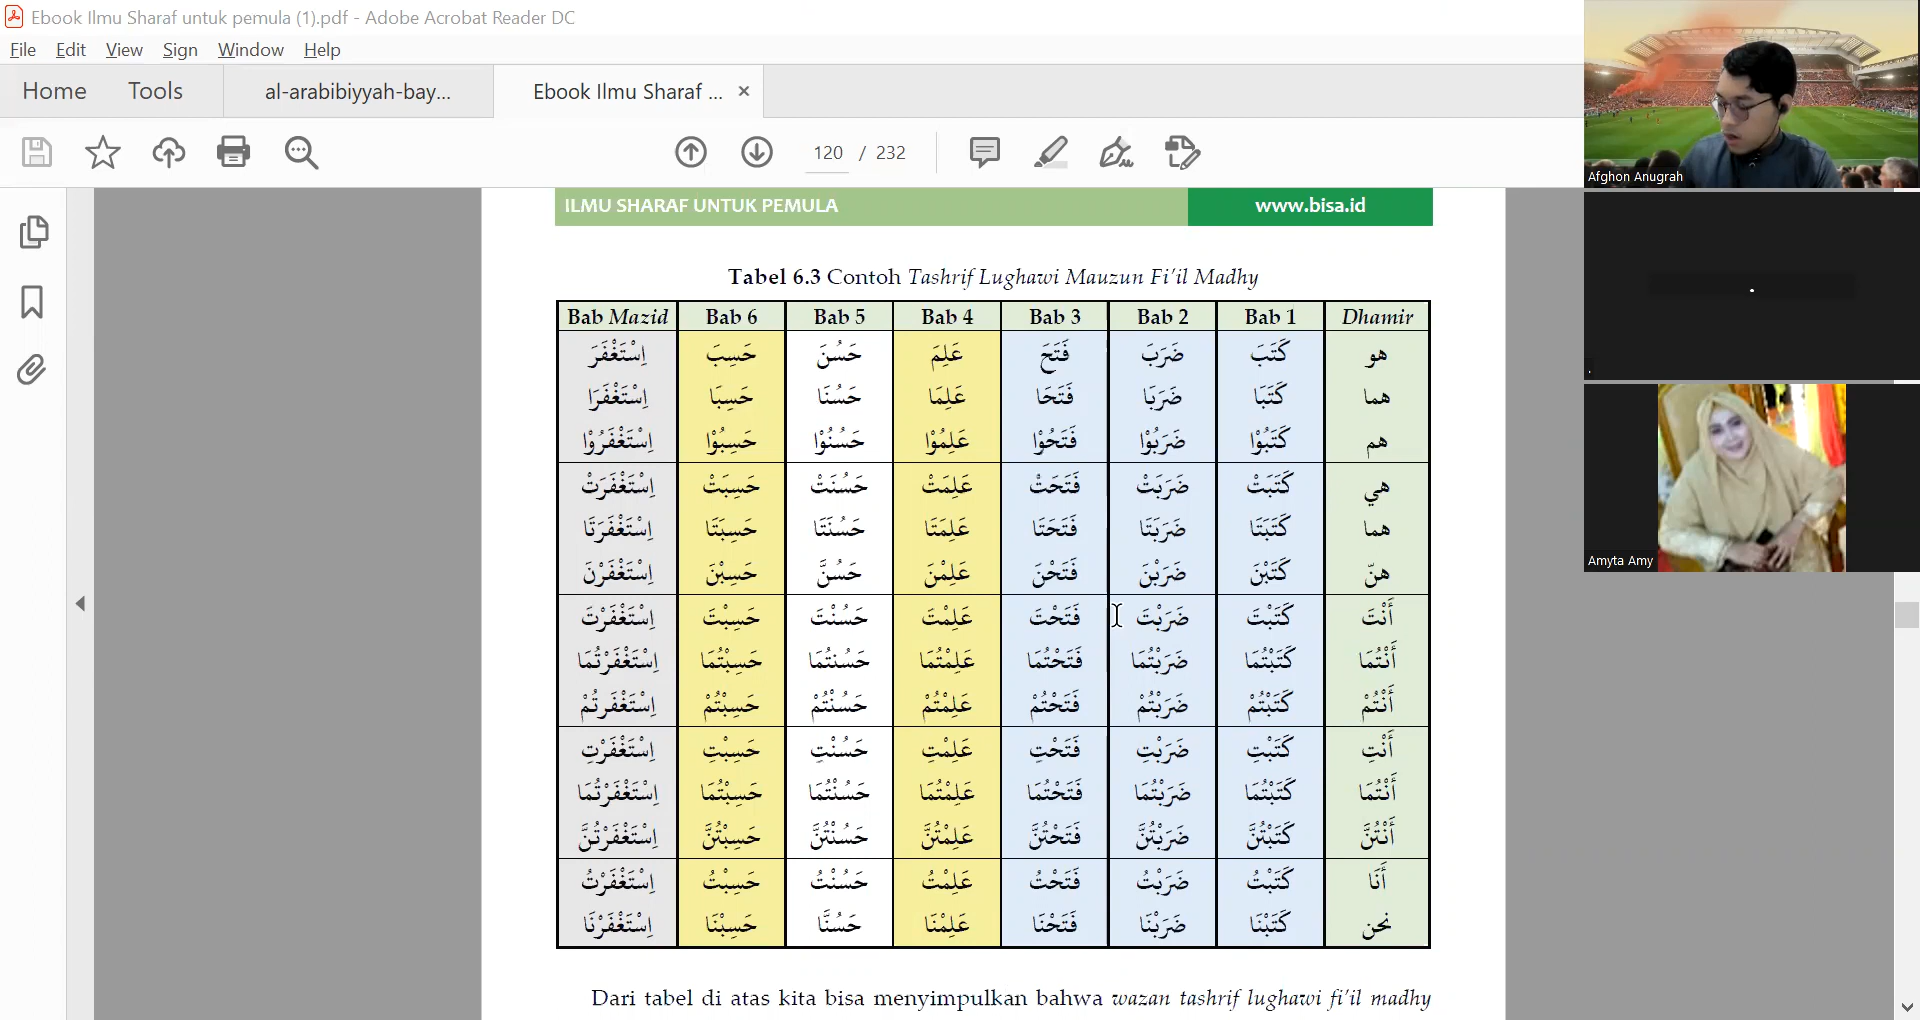 Ebook Ilmu Sharaf untuk pemula (1).pdf - Adobe Acrobat Reader DC
File Edit View Sign Window Help
Home Tools al-arabibiyyah-bay... Ebook Ilmu Sharaf ... ×
120 / 232
ILMU SHARAF UNTUK PEMULA www.bisa.id
Tabel 6.3 Contoh Tashrif Lughawi Mauzun Fi'il Madhy
Bab Mazid Bab 6 Bab 5 Bab 4 Bab 3 Bab 2 Bab 1 Dhamir
هو كَتَبَ ضَرَبَ فَتَحَ عَلِمَ حَسُنَ حَسِبَ اِسْتَغْفَرَ
هما كَتَبَا ضَرَبَا فَتَحَا عَلِمَا حَسُنَا حَسِبَا اِسْتَغْفَرَا
هم كَتَبُوْا ضَرَبُوْا فَتَحُوْا عَلِمُوْا حَسُنُوْا حَسِبُوْا اِسْتَغْفَرُوْا
هي كَتَبَتْ ضَرَبَتْ فَتَحَتْ عَلِمَتْ حَسُنَتْ حَسِبَتْ اِسْتَغْفَرَتْ
هما كَتَبَتَا ضَرَبَتَا فَتَحَتَا عَلِمَتَا حَسُنَتَا حَسِبَتَا اِسْتَغْفَرَتَا
هنّ كَتَبْنَ ضَرَبْنَ فَتَحْنَ عَلِمْنَ حَسُنَّ حَسِبْنَ اِسْتَغْفَرْنَ
أَنْتَ كَتَبْتَ ضَرَبْتَ فَتَحْتَ عَلِمْتَ حَسُنْتَ حَسِبْتَ اِسْتَغْفَرْتَ
أَنْتُمَا كَتَبْتُمَا ضَرَبْتُمَا فَتَحْتُمَا عَلِمْتُمَا حَسُنتُمَا حَسِبْتُمَا اِسْتَغْفَرْتُمَا
أَنْتُمْ كَتَبْتُمْ ضَرَبْتُمْ فَتَحْتُمْ عَلِمْتُمْ حَسُنْتُمْ حَسِبْتُمْ اِسْتَغْفَرتُمْ
أَنْتِ كَتَبْتِ ضَرَبْتِ فَتَحْتِ عَلِمْتِ حَسُنْتِ حَسِبْتِ اِسْتَغْفَرْتِ
أَنْتُمَا كَتَبْتُمَا ضَرَبْتُمَا فَتَحْتُمَا عَلِمْتُمَا حَسُنْتُمَا حَسِبْتُمَا اِسْتَغْفَرْتُمَا
أَنْتُنَّ كَتَبْتُنَّ ضَرَبْتُنَّ فَتَحْتُنَّ عَلِمْتُنَّ حَسُنْتُنَّ حَسِبْتُنَّ اِسْتَغْفَرْتُنَّ
أَنَا كَتَبْتُ ضَرَبْتُ فَتَحْتُ عَلِمْتُ حَسُنْتُ حَسِبْتُ اِسْتَغْفَرْتُ
نحن كَتَبْنَا ضَرَبْنَا فَتَحْنَا عَلِمْنَا حَسُنَّا حَسِبْنَا اِسْتَغْفَرْنَا
Dari tabel di atas kita bisa menyimpulkan bahwa wazan tashrif lughawi fi'il madhy
Afghon Anugrah
.
.
Amyta Amy